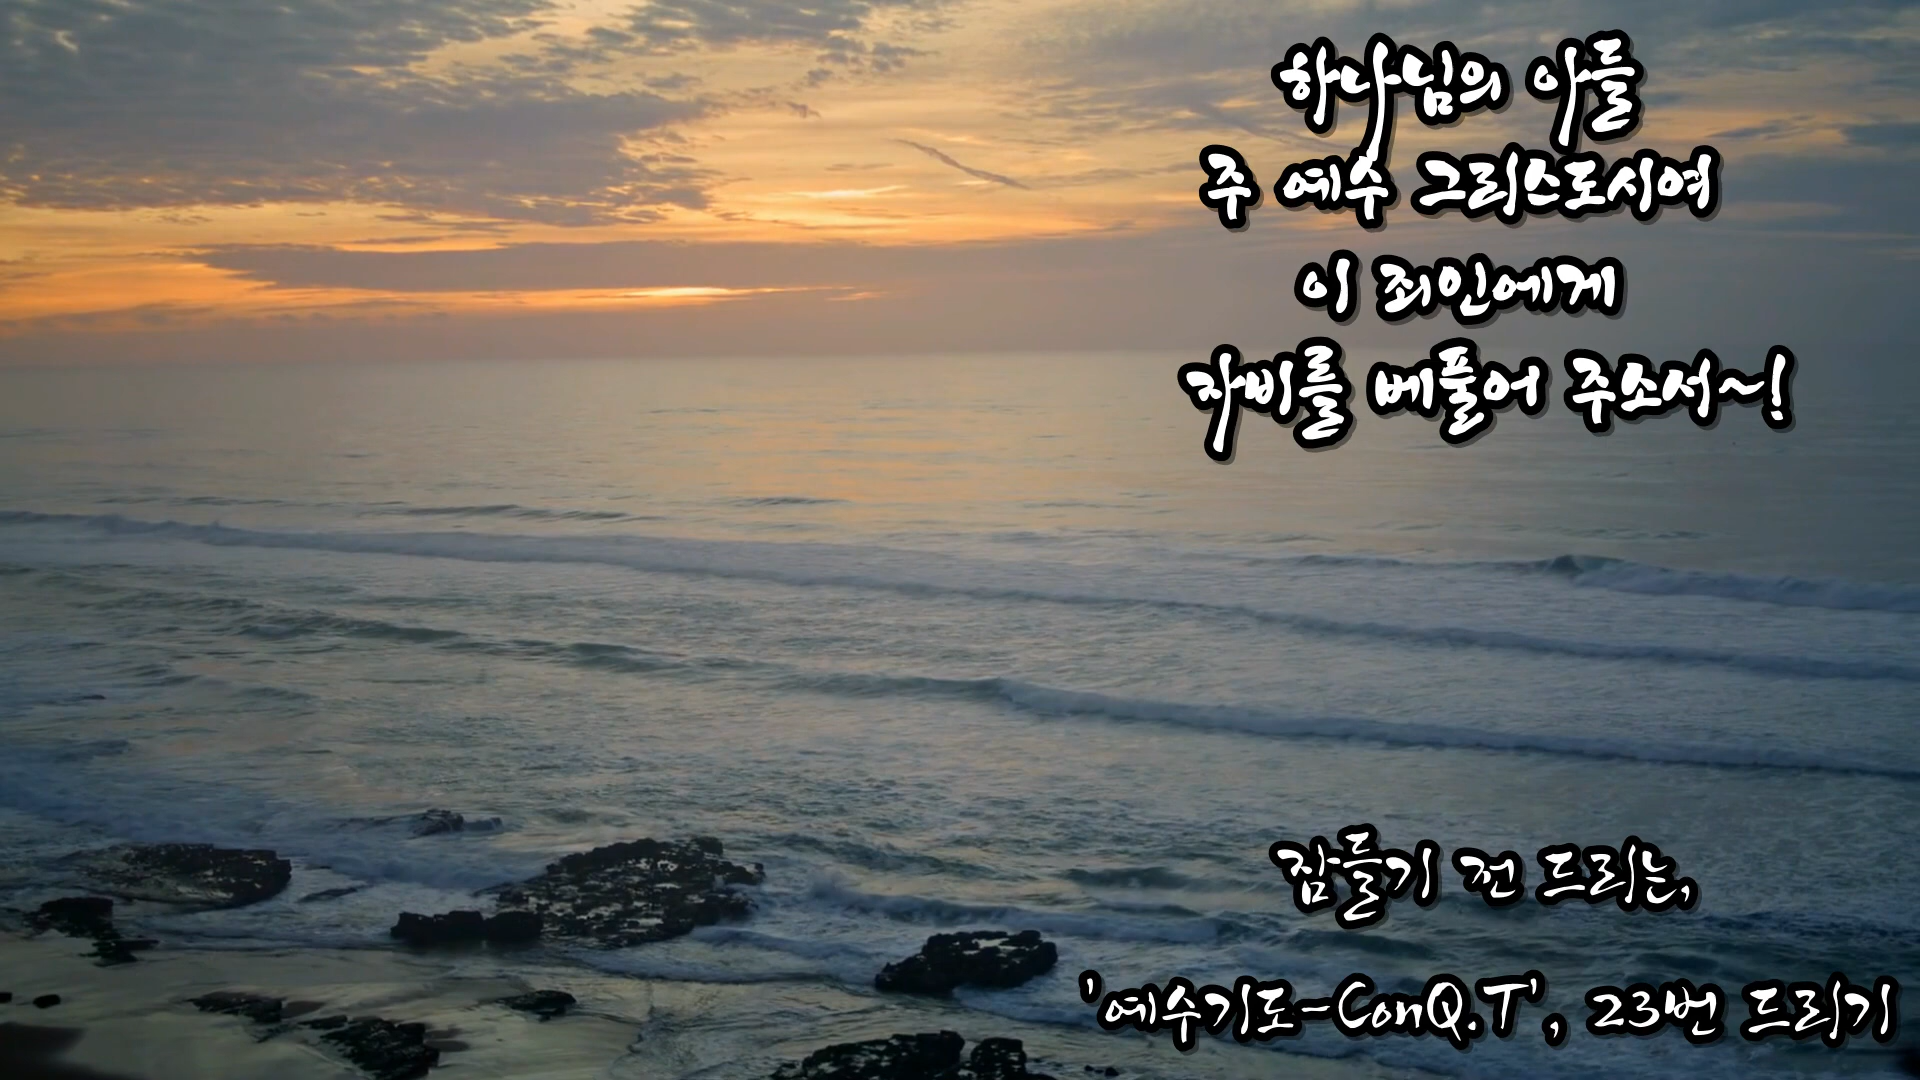 하나님의 아들
주 예수 그리스도시여
이 죄인에게
자비를 베풀어 주소서~!
잠들기 전 드리는,
'예수기도-ConQ.T', 23번 드리기